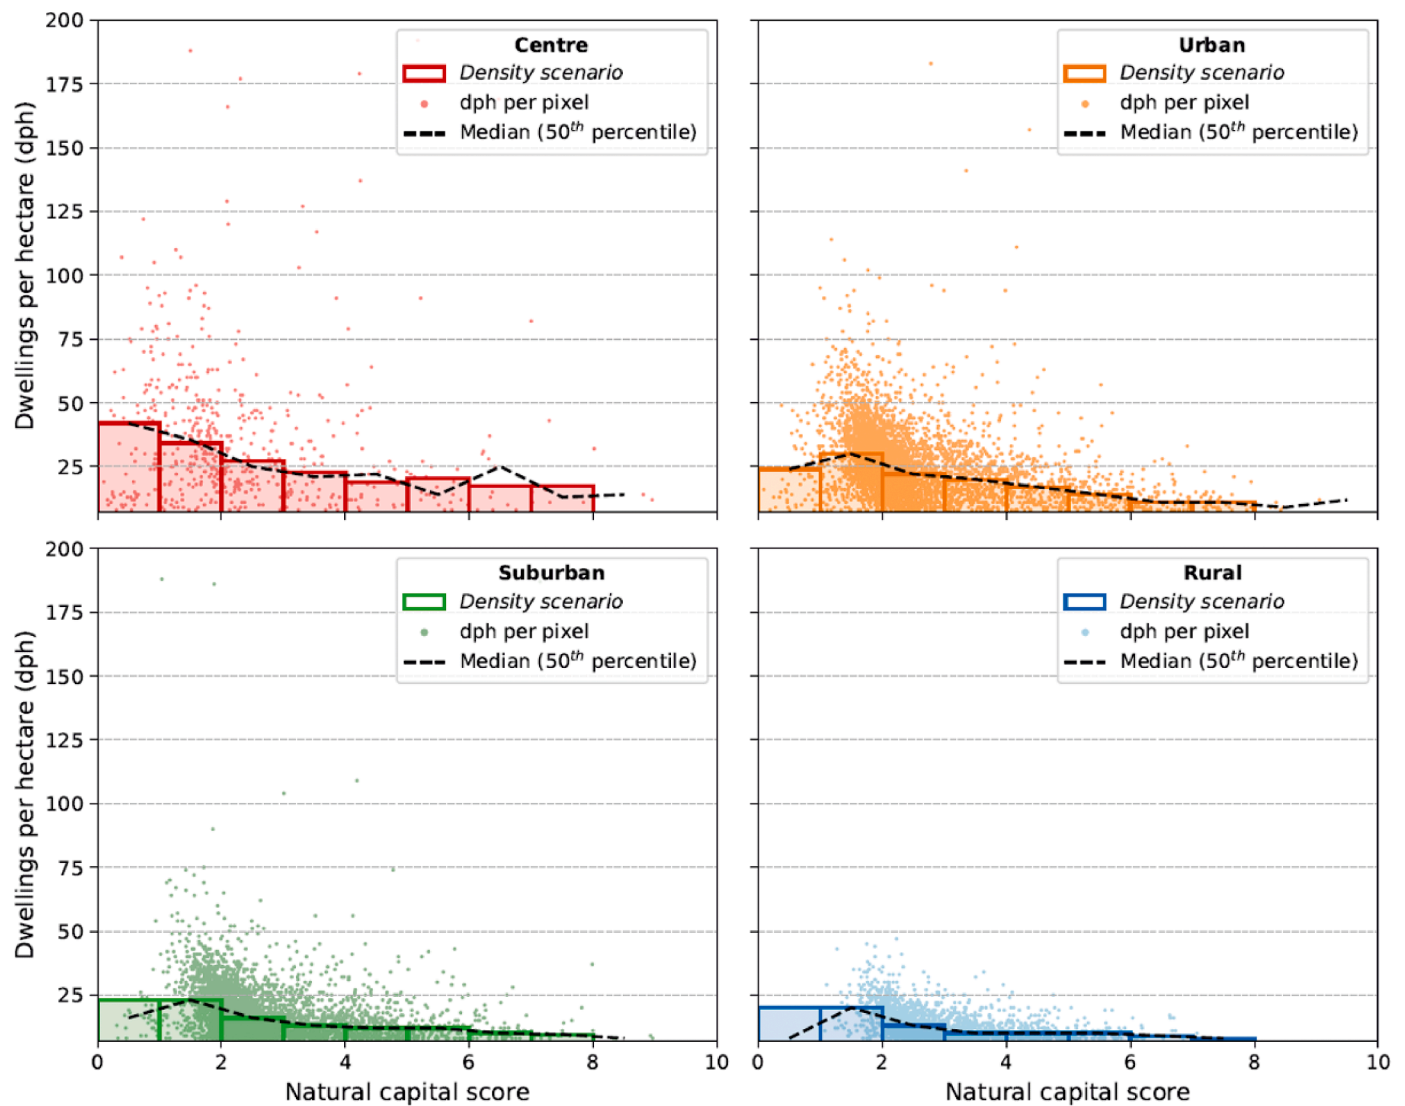 200
175
150
125
100
75
50
25
Dwellings per hectare (dph)
Centre
Density scenario
dph per pixel
Median (50th percentile)
Urban
Density scenario
dph per pixel
Median (50th percentile)
200
175
150
125
100
75
50
25
Dwellings per hectare (dph)
Suburban
Density scenario
dph per pixel
Median (50th percentile)
Rural
Density scenario
dph per pixel
Median (50th percentile)
0 2 4 6 8 10
Natural capital score
0 2 4 6 8 10
Natural capital score